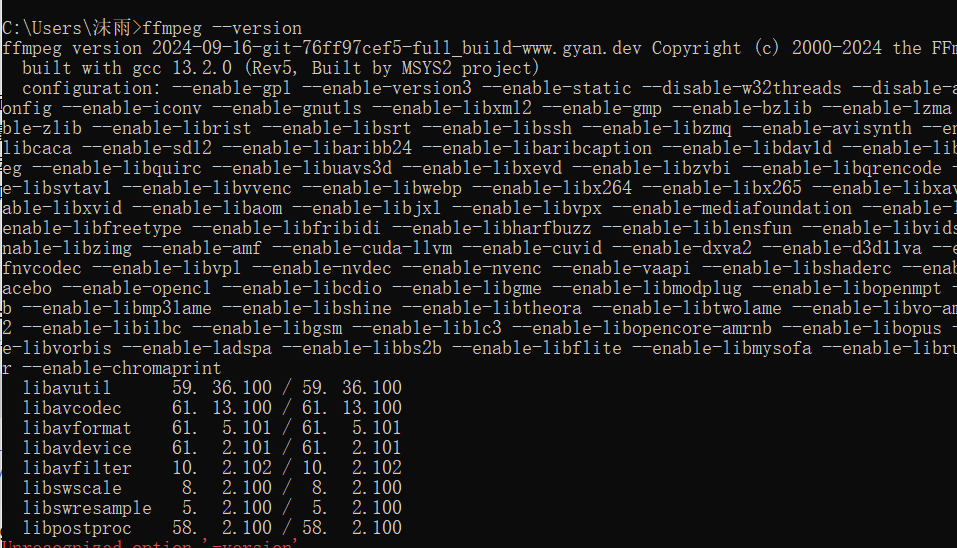 C:\Users\沫雨>ffmpeg --version
ffmpeg version 2024-09-16-git-76ff97cef5-full_build-www.gyan.dev Copyright (c) 2000-2024 the FFm
built with gcc 13.2.0 (Rev5, Built by MSYS2 project)
configuration: --enable-gpl --enable-version3 --enable-static --disable-w32threads --disable-a
onfig --enable-iconv --enable-gnutls --enable-libxml2 --enable-gmp --enable-bzlib --enable-lzma
ble-zlib --enable-librist --enable-libsrt --enable-libssh --enable-libzmq --enable-avisynth --en
libcaca --enable-sdl2 --enable-libaribb24 --enable-libaribcaption --enable-libdav1d --enable-lib
eg --enable-libquirc --enable-libuavs3d --enable-libxevd --enable-libzvbi --enable-libqrencode -
e-libsvtav1 --enable-libvvenc --enable-libwebp --enable-libx264 --enable-libx265 --enable-libxav
able-libxvid --enable-libaom --enable-libjxl --enable-libvpx --enable-mediafoundation --enable-l
enable-libfreetype --enable-libfribidi --enable-libharfbuzz --enable-liblensfun --enable-libvids
nable-libzimg --enable-amf --enable-cuda-llvm --enable-cuvid --enable-dxva2 --enable-d3d11va --e
fnvcodec --enable-libvpl --enable-nvdec --enable-nvenc --enable-vaapi --enable-libshaderc --enab
acebo --enable-opencl --enable-libcdio --enable-libgme --enable-libmodplug --enable-libopenmpt -
b --enable-libmp3lame --enable-libshine --enable-libtheora --enable-libtwolame --enable-libvo-am
2 --enable-libilbc --enable-libgsm --enable-liblc3 --enable-libopencore-amrnb --enable-libopus -
e-libvorbis --enable-ladspa --enable-libbs2b --enable-libflite --enable-libmysofa --enable-libru
r --enable-chromaprint
libavutil 59. 36.100 / 59. 36.100
libavcodec 61. 13.100 / 61. 13.100
libavformat 61. 5.101 / 61. 5.101
libavdevice 61. 2.101 / 61. 2.101
libavfilter 10. 2.102 / 10. 2.102
libswscale 8. 2.100 / 8. 2.100
libswresample 5. 2.100 / 5. 2.100
libpostproc 58. 2.100 / 58. 2.100
Unrecognized option '-version'